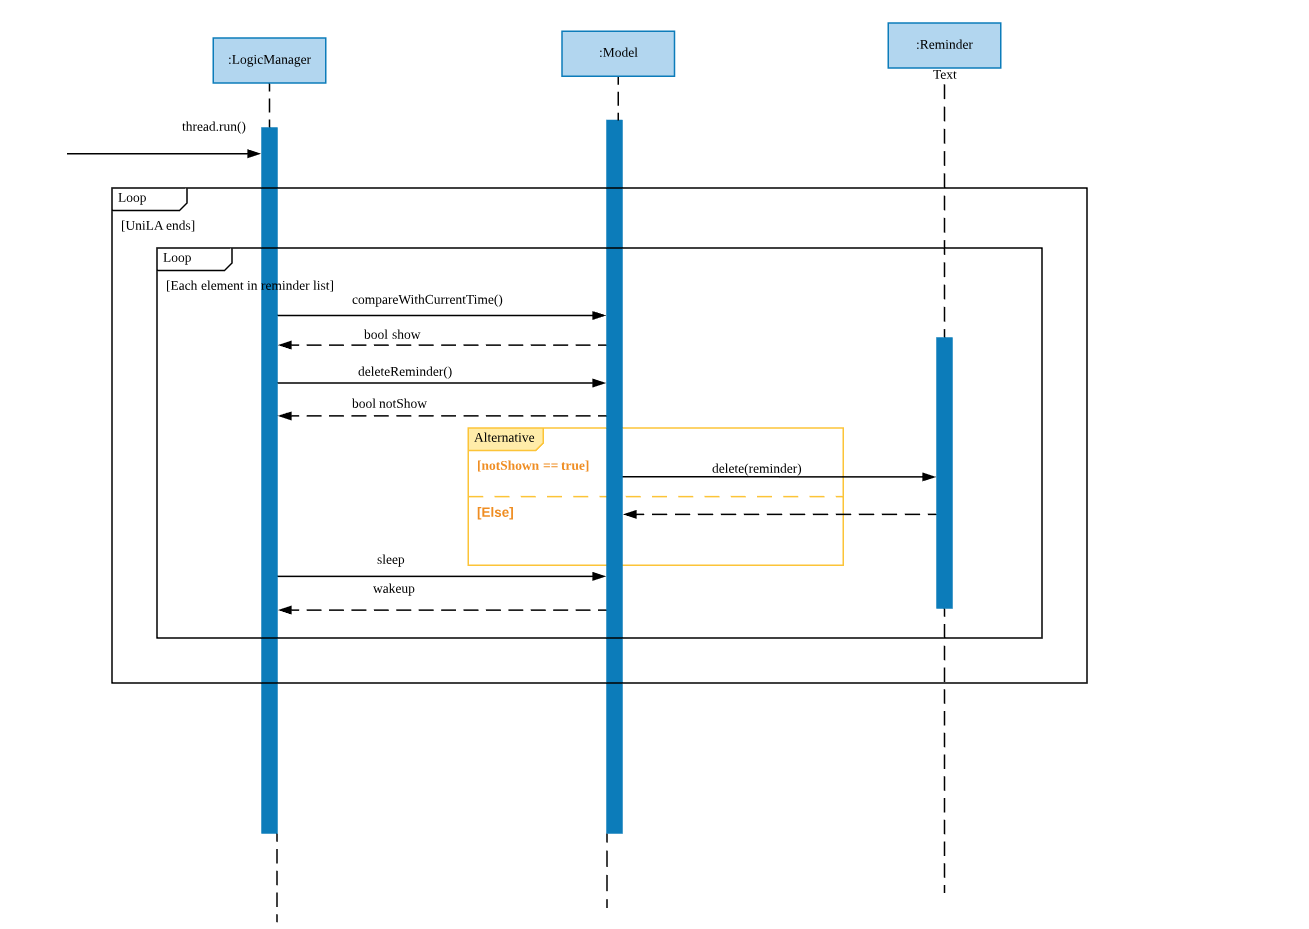 :LogicManager
:Model
:Reminder
Text
thread.run()
Loop
[UniLA ends]
Loop
[Each element in reminder list]
compareWithCurrentTime()
bool show
deleteReminder()
bool notShow
Alternative
[notShown == true]
delete(reminder)
[Else]
sleep
wakeup